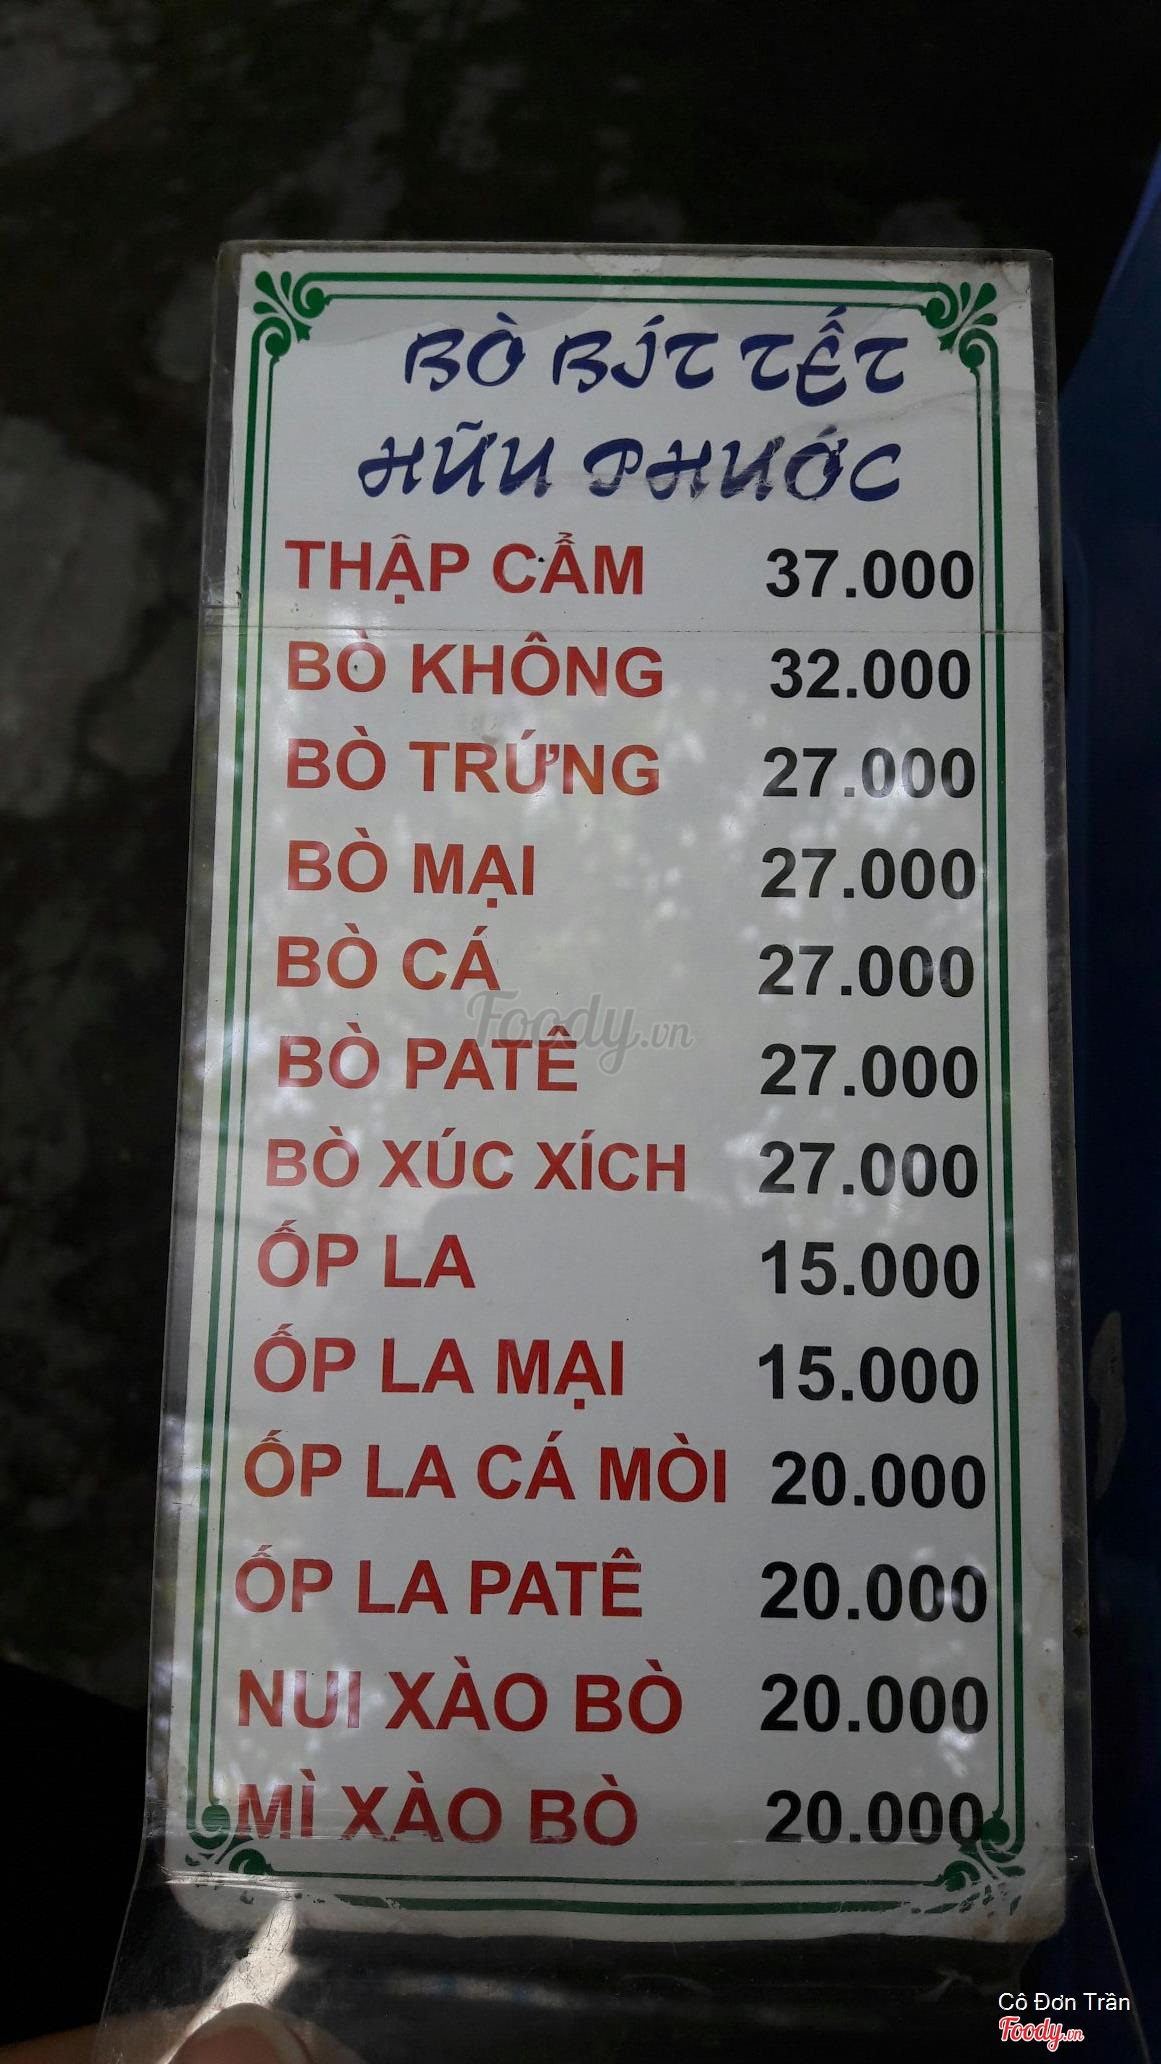 BÒ BÍT TẾT
HỮU PHƯỚC
THẬP CẨM 37.000
BÒ KHÔNG 32.000
BÒ TRỨNG 27.000
BÒ MẠI 27.000
BÒ CÁ 27.000
Foody.vn
BÒ PATÊ 27.000
BÒ XÚC XÍCH 27.000
ỐP LA 15.000
ỐP LA MẠI 15.000
ỐP LA CÁ MÒI 20.000
ỐP LA PATÊ 20.000
NUI XÀO BÒ 20.000
MÌ XÀO BÒ 20.000
Cô Đơn Trần
Foody.vn